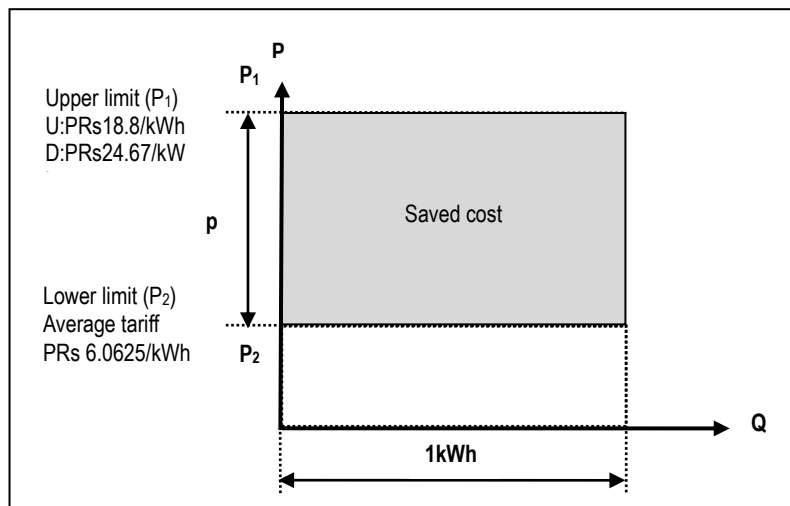 P
P1
Upper limit (P1)
U:PRs18.8/kWh
D:PRs24.67/kW
Saved cost
p
Lower limit (P2)
Average tariff
PRs 6.0625/kWh
P2
Q
1kWh